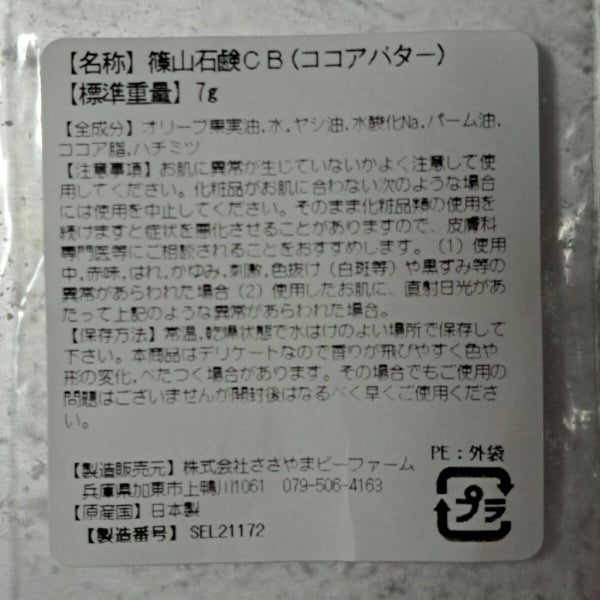 【名称】篠山石鹸CB(ココアバター)
【標準重量】7g
【全成分】オリーブ果実油,水,ヤシ油,水酸化Na,パーム油,
ココア脂,ハチミツ
【注意事項】お肌に異常が生じていないかよく注意して使
用してください。化粧品がお肌に合わない次のような場合
には使用を中止してください。そのまま化粧品類の使用を
続けますと症状を悪化させることがありますので、皮膚科
専門医等にご相談されることをおすすめします。(1)使用
中,赤味,はれ,かゆみ,刺激,色抜け(白斑等)や黒ずみ等の
異常があらわれた場合(2)使用したお肌に、直射日光があ
たって上記のような異常があらわれた場合。
【保存方法】常温,乾燥状態で水はけのよい場所で保存して
下さい。本商品はデリケートなので香りが飛びやすく色や
形の変化,べたつく場合があります。その場合でもご使用の
問題はございませんが開封後はなるべく早くご使用くださ
い。
PE:外袋
【製造販売元】株式会社ささやまビーファーム
兵庫県加東市上鴨川1061 079-506-4163
【原産国】日本製
【製造番号】SEL21172
プラ